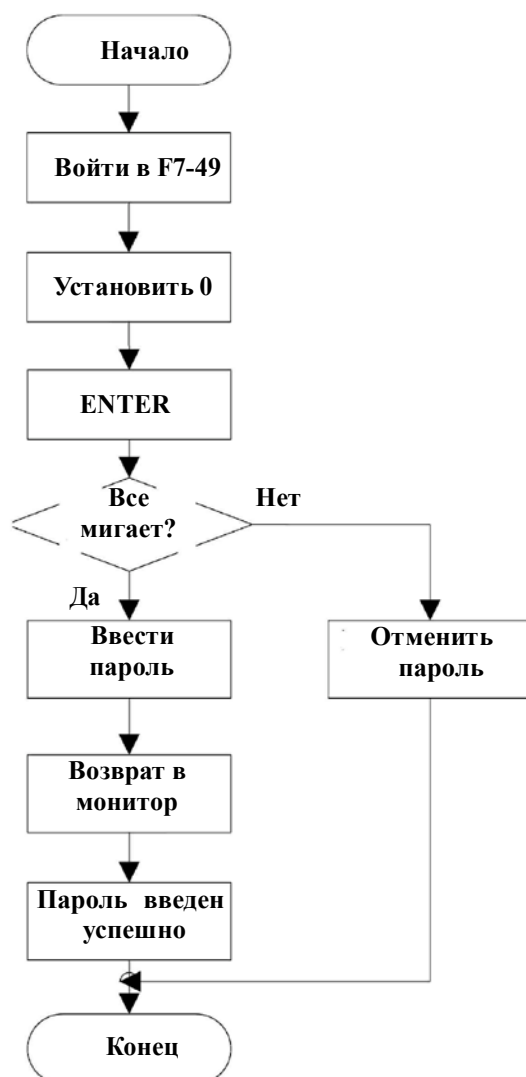 Начало
Войти в F7-49
Установить 0
ENTER
Все
мигает?
Нет
Да
Ввести
пароль
Отменить
пароль
Возврат в
монитор
Пароль введен
успешно
Конец